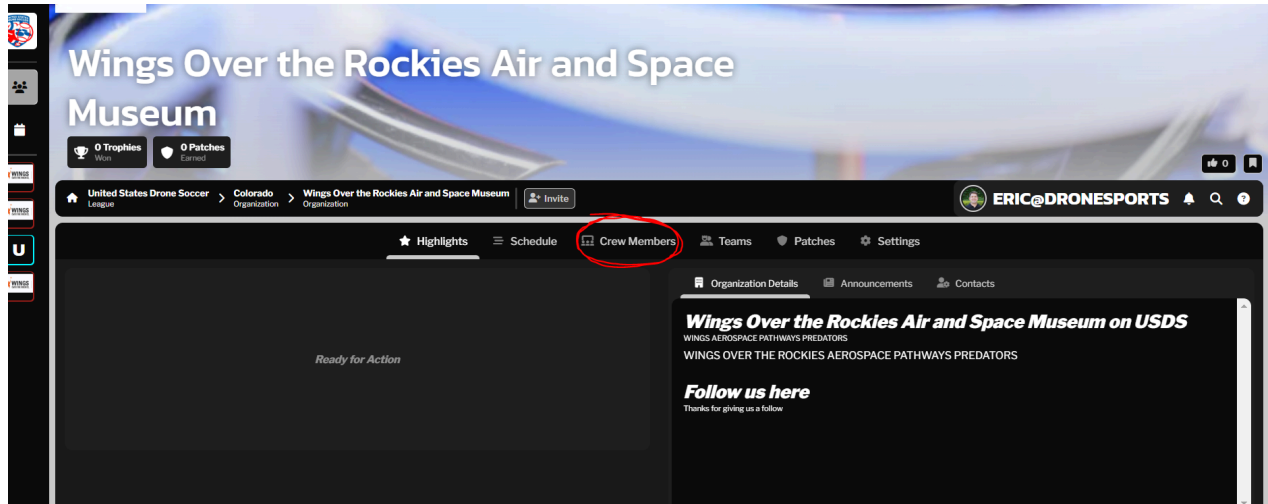 Wings Over the Rockies Air and Space
Museum
0 Trophies
Won
0 Patches
Earned
0
United States Drone Soccer
League
Colorado
Organization
Wings Over the Rockies Air and Space Museum
Organization
Invite
ERIC@DRONESPORTS
WINGS
WINGS
U
WINGS
Highlights
Schedule
Crew Members
Teams
Patches
Settings
Ready for Action
Organization Details
Announcements
Contacts
Wings Over the Rockies Air and Space Museum on USDS
WINGS AEROSPACE PATHWAYS PREDATORS
WINGS OVER THE ROCKIES AEROSPACE PATHWAYS PREDATORS
Follow us here
Thanks for giving us a follow